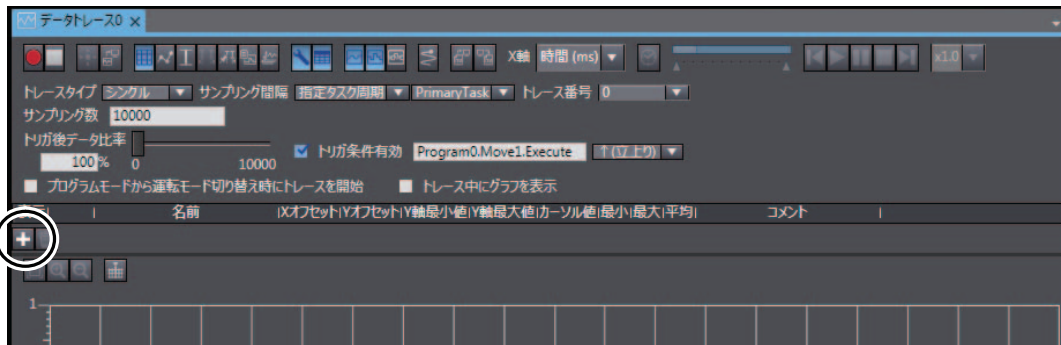 データトレース0 ×
X軸 時間 (ms) x1.0
トレースタイプ シングル サンプリング間隔 指定タスク周期 PrimaryTask トレース番号 0
サンプリング数 10000
トリガ後データ比率
100 % 0 10000 トリガ条件有効 Program0.Move1.Execute ↑(立上り)
プログラムモードから運転モード切り替え時にトレースを開始 トレース中にグラフを表示
名前 |Xオフセット|Yオフセット|Y軸最小値|Y軸最大値|カーソル値|最小|最大|平均| コメント
1